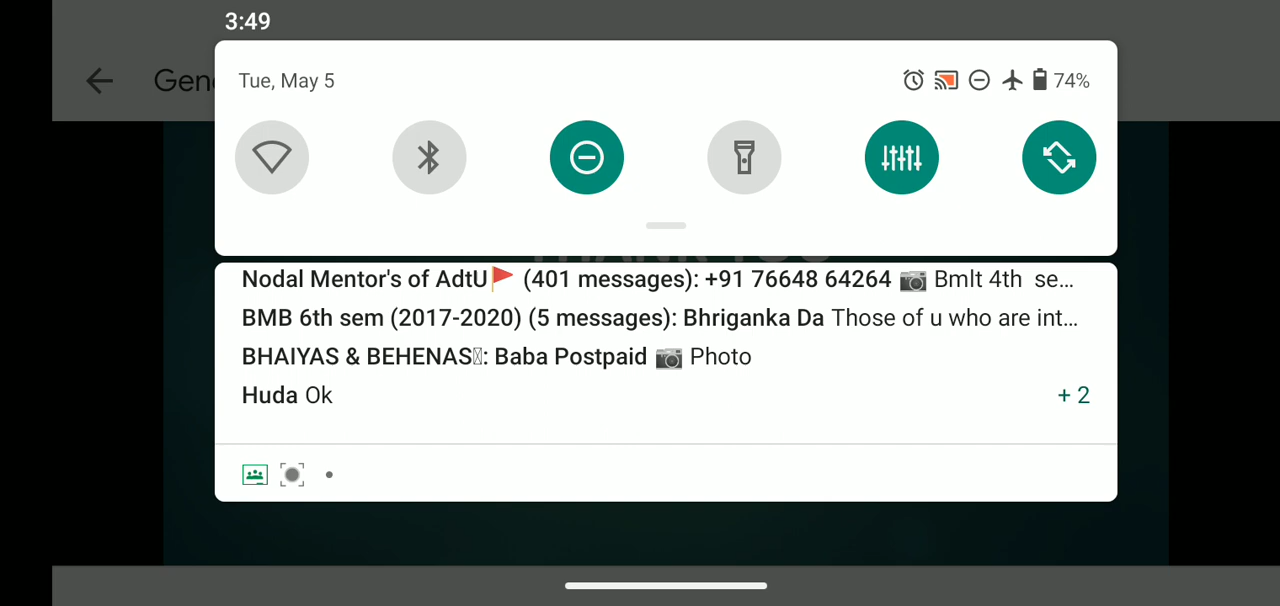 3:49
Gen
Tue, May 5
74%
Nodal Mentor's of AdtU🚩 (401 messages): +91 76648 64264 📷 Bmlt 4th se...
BMB 6th sem (2017-2020) (5 messages): Bhriganka Da Those of u who are int...
BHAIYAS & BEHENAS: Baba Postpaid 📷 Photo
Huda Ok
+ 2